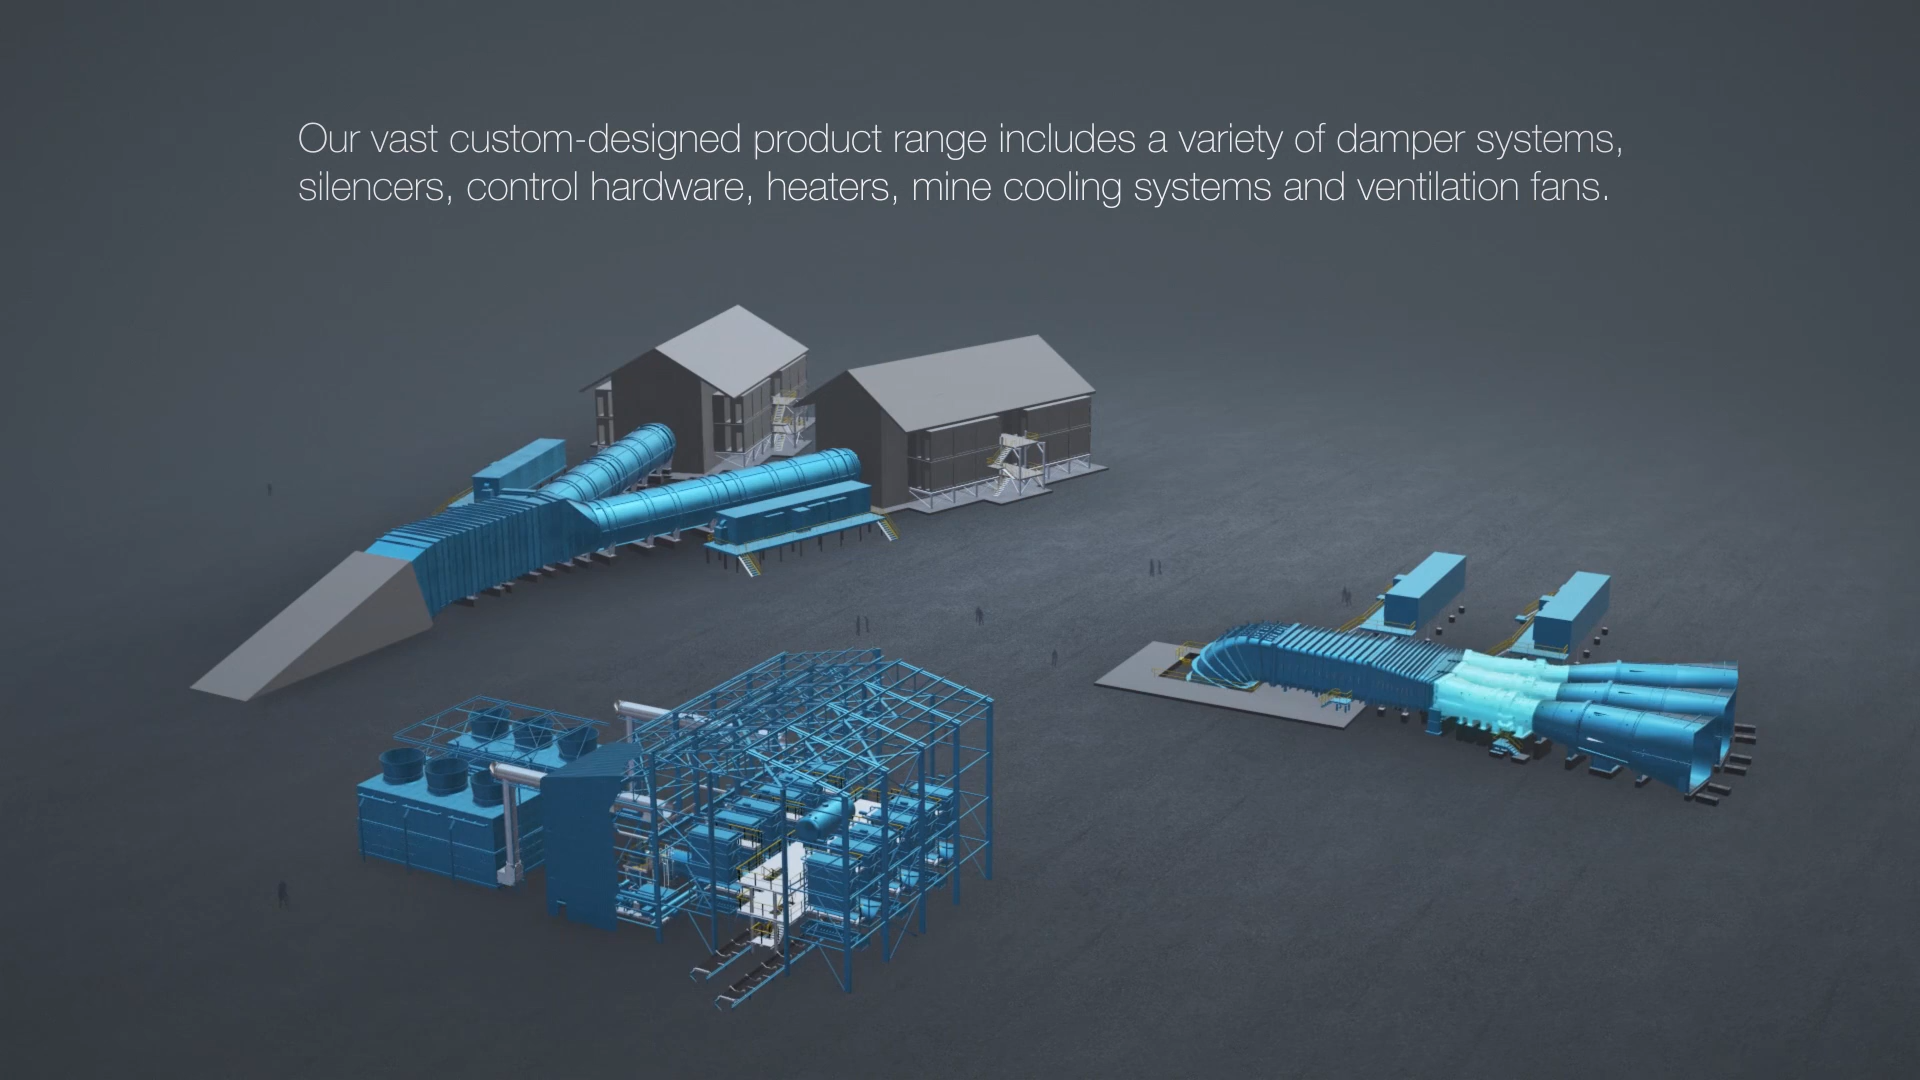 Our vast custom-designed product range includes a variety of damper systems,
silencers, control hardware, heaters, mine cooling systems and ventilation fans.